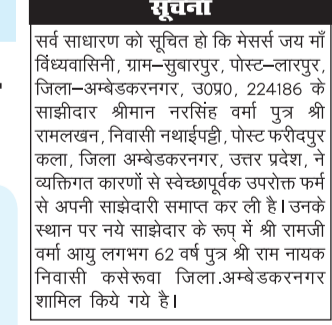 सूचना
सर्व साधारण को सूचित हो कि मेसर्स जय माँ
विंध्यवासिनी, ग्राम–सुबारपुर, पोस्ट–लारपुर,
जिला–अम्बेडकरनगर, उ0प्र0, 224186 के
साझीदार श्रीमान नरसिंह वर्मा पुत्र श्री
रामलखन, निवासी नथाईपट्टी, पोस्ट फरीदपुर
कला, जिला अम्बेडकरनगर, उत्तर प्रदेश, ने
व्यक्तिगत कारणों से स्वेच्छापूर्वक उपरोक्त फर्म
से अपनी साझेदारी समाप्त कर ली है। उनके
स्थान पर नये साझेदार के रूप् में श्री रामजी
वर्मा आयु लगभग 62 वर्ष पुत्र श्री राम नायक
निवासी कसेरूवा जिला.अम्बेडकरनगर
शामिल किये गये है।